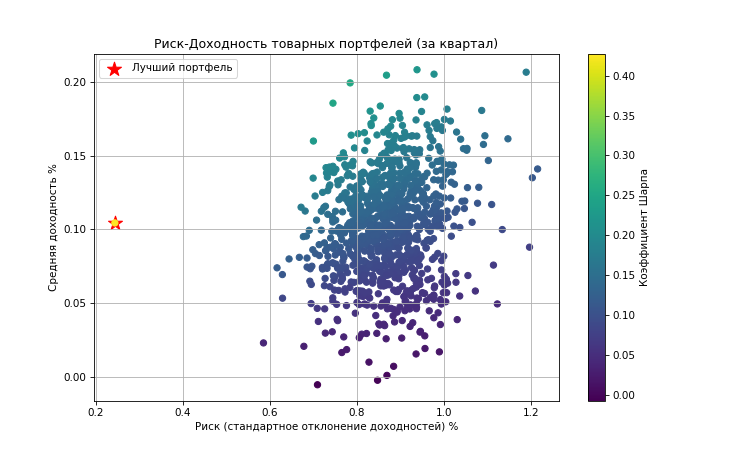 Риск-Доходность товарных портфелей (за квартал)
Лучший портфель
Средняя доходность %
0.20
0.15
0.10
0.05
0.00
0.2 0.4 0.6 0.8 1.0 1.2
Риск (стандартное отклонение доходностей) %
0.40
0.35
0.30
0.25
0.20
0.15
0.10
0.05
0.00
Коэффициент Шарпа